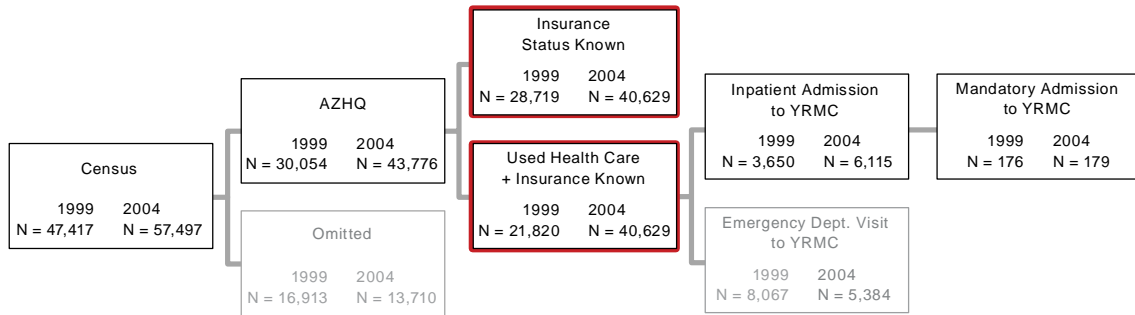 Census
1999 2004
N = 47,417 N = 57,497
AZHQ
1999 2004
N = 30,054 N = 43,776
Omitted
1999 2004
N = 16,913 N = 13,710
Insurance
Status Known
1999 2004
N = 28,719 N = 40,629
Used Health Care
+ Insurance Known
1999 2004
N = 21,820 N = 40,629
Inpatient Admission
to YRMC
1999 2004
N = 3,650 N = 6,115
Emergency Dept. Visit
to YRMC
1999 2004
N = 8,067 N = 5,384
Mandatory Admission
to YRMC
1999 2004
N = 176 N = 179